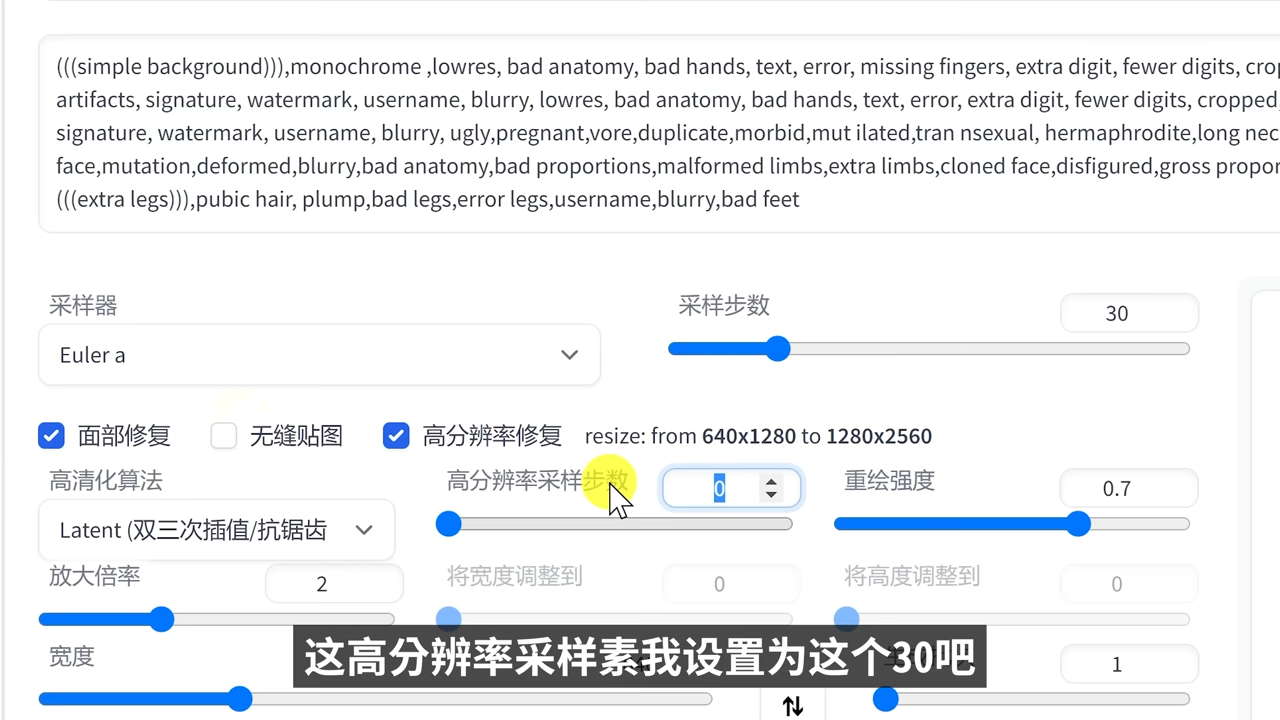 (((simple background))),monochrome ,lowres, bad anatomy, bad hands, text, error, missing fingers, extra digit, fewer digits, crop
artifacts, signature, watermark, username, blurry, lowres, bad anatomy, bad hands, text, error, extra digit, fewer digits, cropped,
signature, watermark, username, blurry, ugly,pregnant,vore,duplicate,morbid,mut ilated,tran nsexual, hermaphrodite,long nec
face,mutation,deformed,blurry,bad anatomy,bad proportions,malformed limbs,extra limbs,cloned face,disfigured,gross propor
(((extra legs))),pubic hair, plump,bad legs,error legs,username,blurry,bad feet
采样器
采样步数 30
Euler a
面部修复 无缝贴图 高分辨率修复 resize: from 640x1280 to 1280x2560
高清化算法 高分辨率采样步数 0 重绘强度 0.7
Latent (双三次插值/抗锯齿
放大倍率 2 将宽度调整到 0 将高度调整到 0
宽度 1
这高分辨率采样素我设置为这个30吧